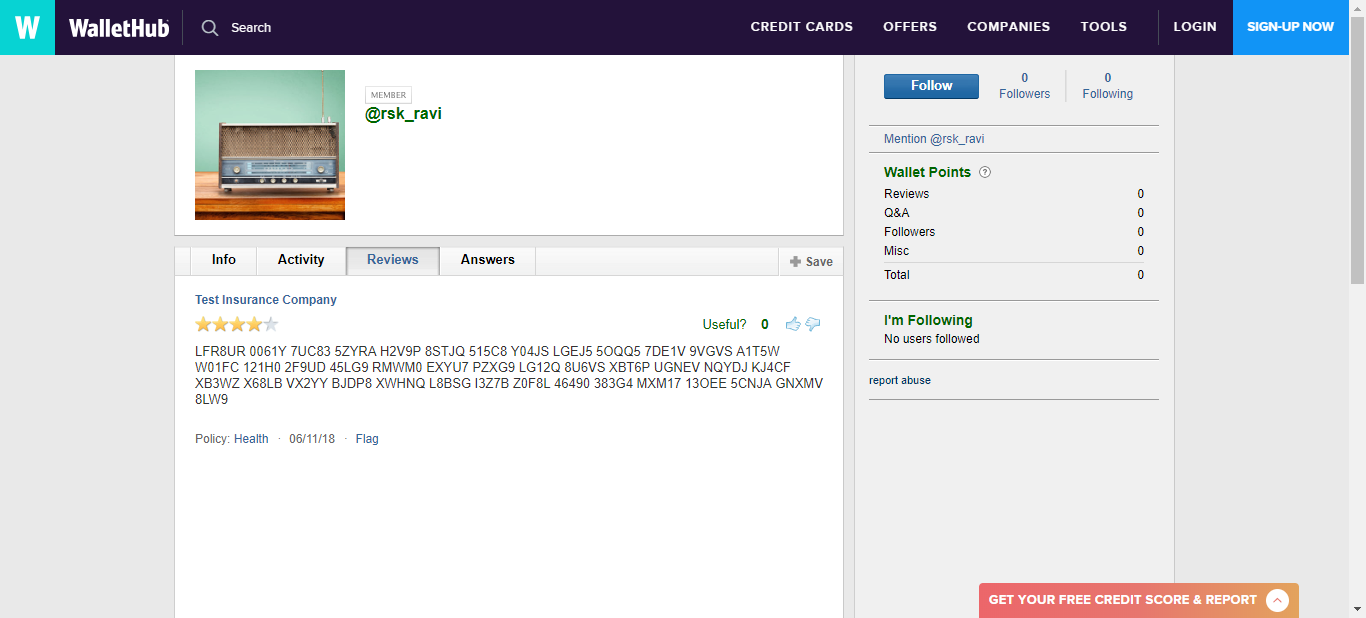 W WalletHub Search CREDIT CARDS OFFERS COMPANIES TOOLS LOGIN SIGN-UP NOW
MEMBER
@rsk_ravi
Follow
0 Followers
0 Following
Mention @rsk_ravi
Wallet Points ?
Reviews 0
Q&A 0
Followers 0
Misc 0
Total 0
I'm Following
No users followed
report abuse
Info Activity Reviews Answers + Save
Test Insurance Company
Useful? 0
LFR8UR 0061Y 7UC83 5ZYRA H2V9P 8STJQ 515C8 Y04JS LGEJ5 5OQQ5 7DE1V 9VGVS A1T5W
W01FC 121H0 2F9UD 45LG9 RMWM0 EXYU7 PZXG9 LG12Q 8U6VS XBT6P UGNEV NQYDJ KJ4CF
XB3WZ X68LB VX2YY BJDP8 XWHNQ L8BSG I3Z7B Z0F8L 46490 383G4 MXM17 13OEE 5CNJA GNXMV
8LW9
Policy: Health · 06/11/18 · Flag
GET YOUR FREE CREDIT SCORE & REPORT